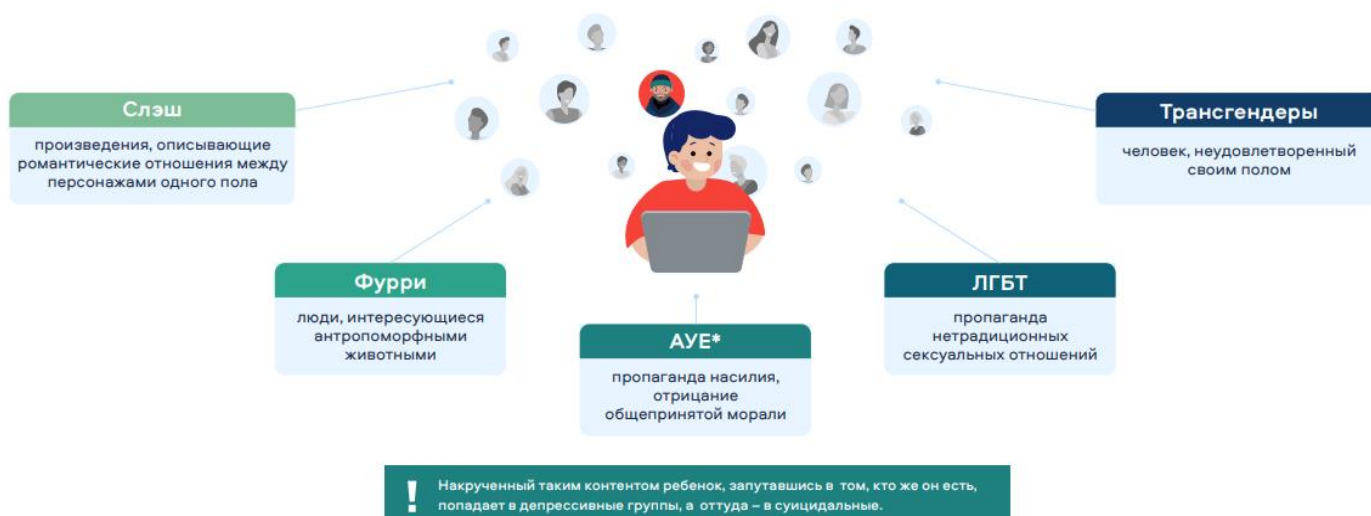 Слэш
произведения, описывающие
романтические отношения между
персонажами одного пола
Трансгендеры
человек, неудовлетворенный
своим полом
Фурри
люди, интересующиеся
антропоморфными
животными
ЛГБТ
пропаганда
нетрадиционных
сексуальных отношений
АУЕ*
пропаганда насилия,
отрицание
общепринятой морали
! Накрученный таким контентом ребенок, запутавшись в том, кто же он есть,
попадает в депрессивные группы, а оттуда – в суицидальные.